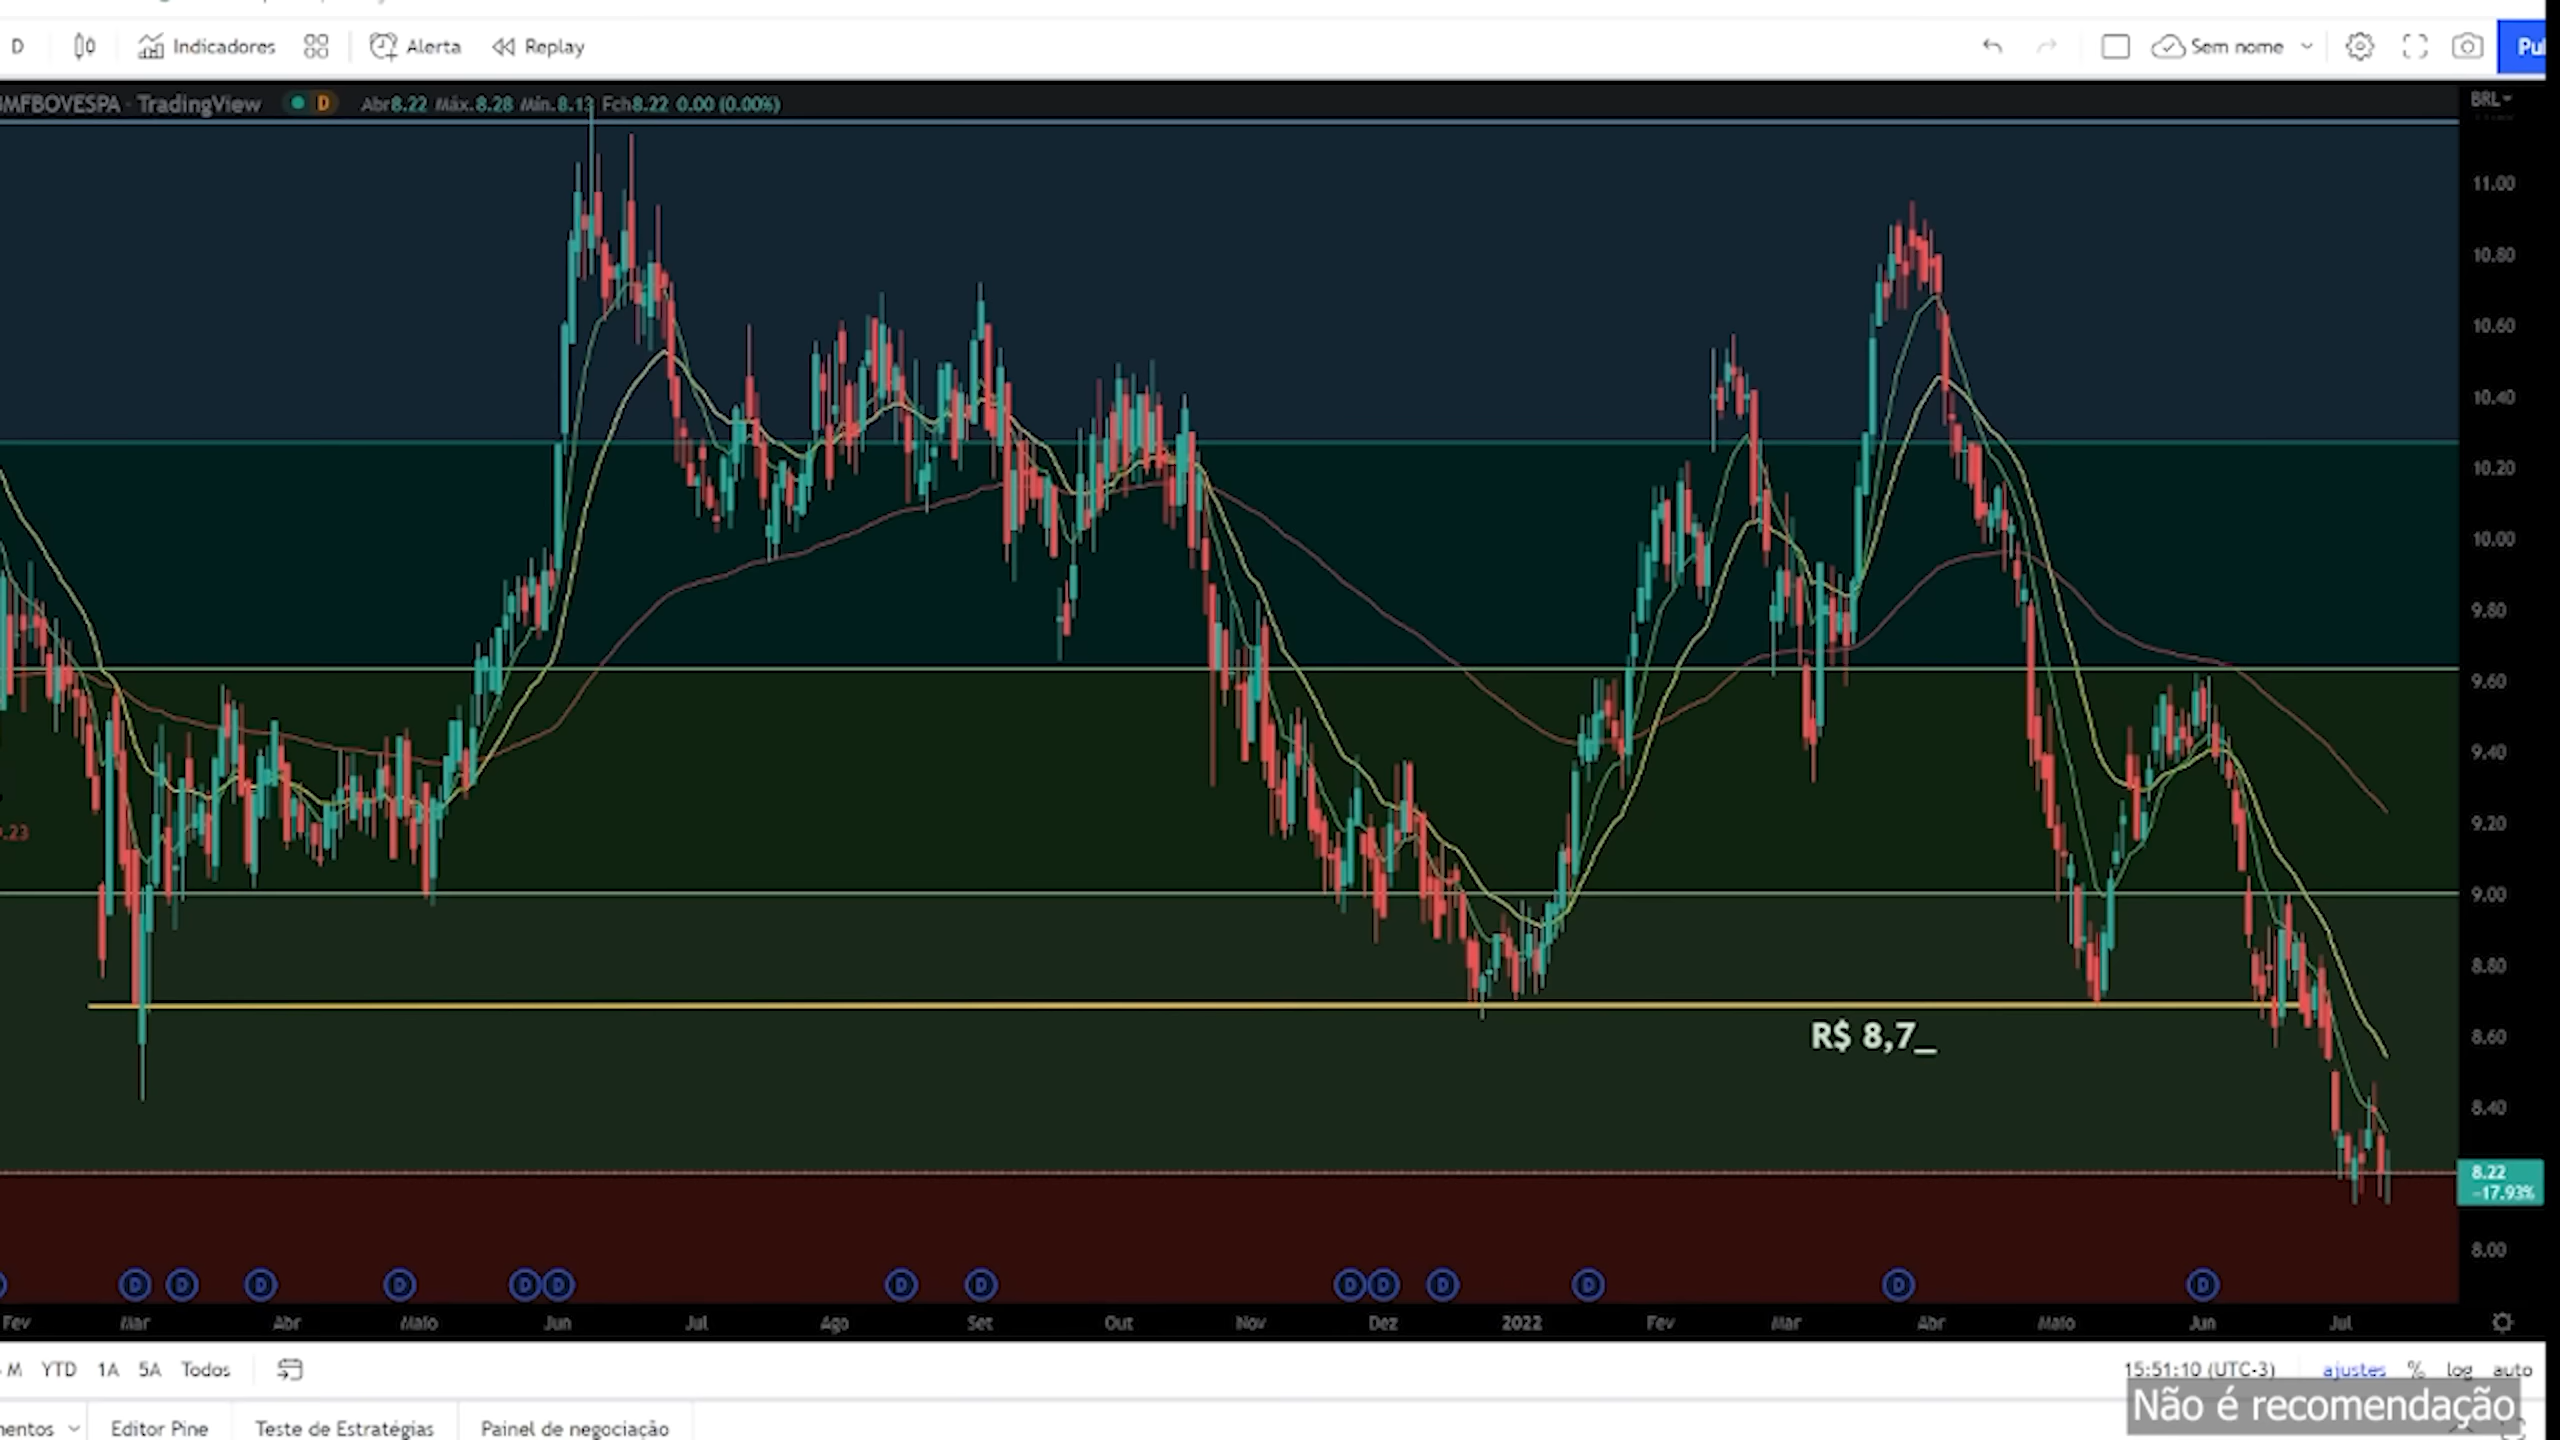 D Indicadores Alerta Replay Sem nome
MFBOVESPA · TradingView D Abr8.22 Máx.8.28 Mín.8.13 Fch8.22 0.00 (0.00%) BRL
11.00
10.80
10.60
10.40
10.20
10.00
9.80
9.60
9.40
9.20
9.00
8.80
R$ 8,7_
8.60
8.40
8.22
−17.93%
8.00
D D D D D D D D D D D D D D
Fev Mar Abr Maio Jun Jul Ago Set Out Nov Dez 2022 Fev Mar Abr Maio Jun Jul
M YTD 1A 5A Todos 15:51:10 (UTC-3) ajustes % log auto
Editor Pine Teste de Estratégias Painel de negociação
Não é recomendação